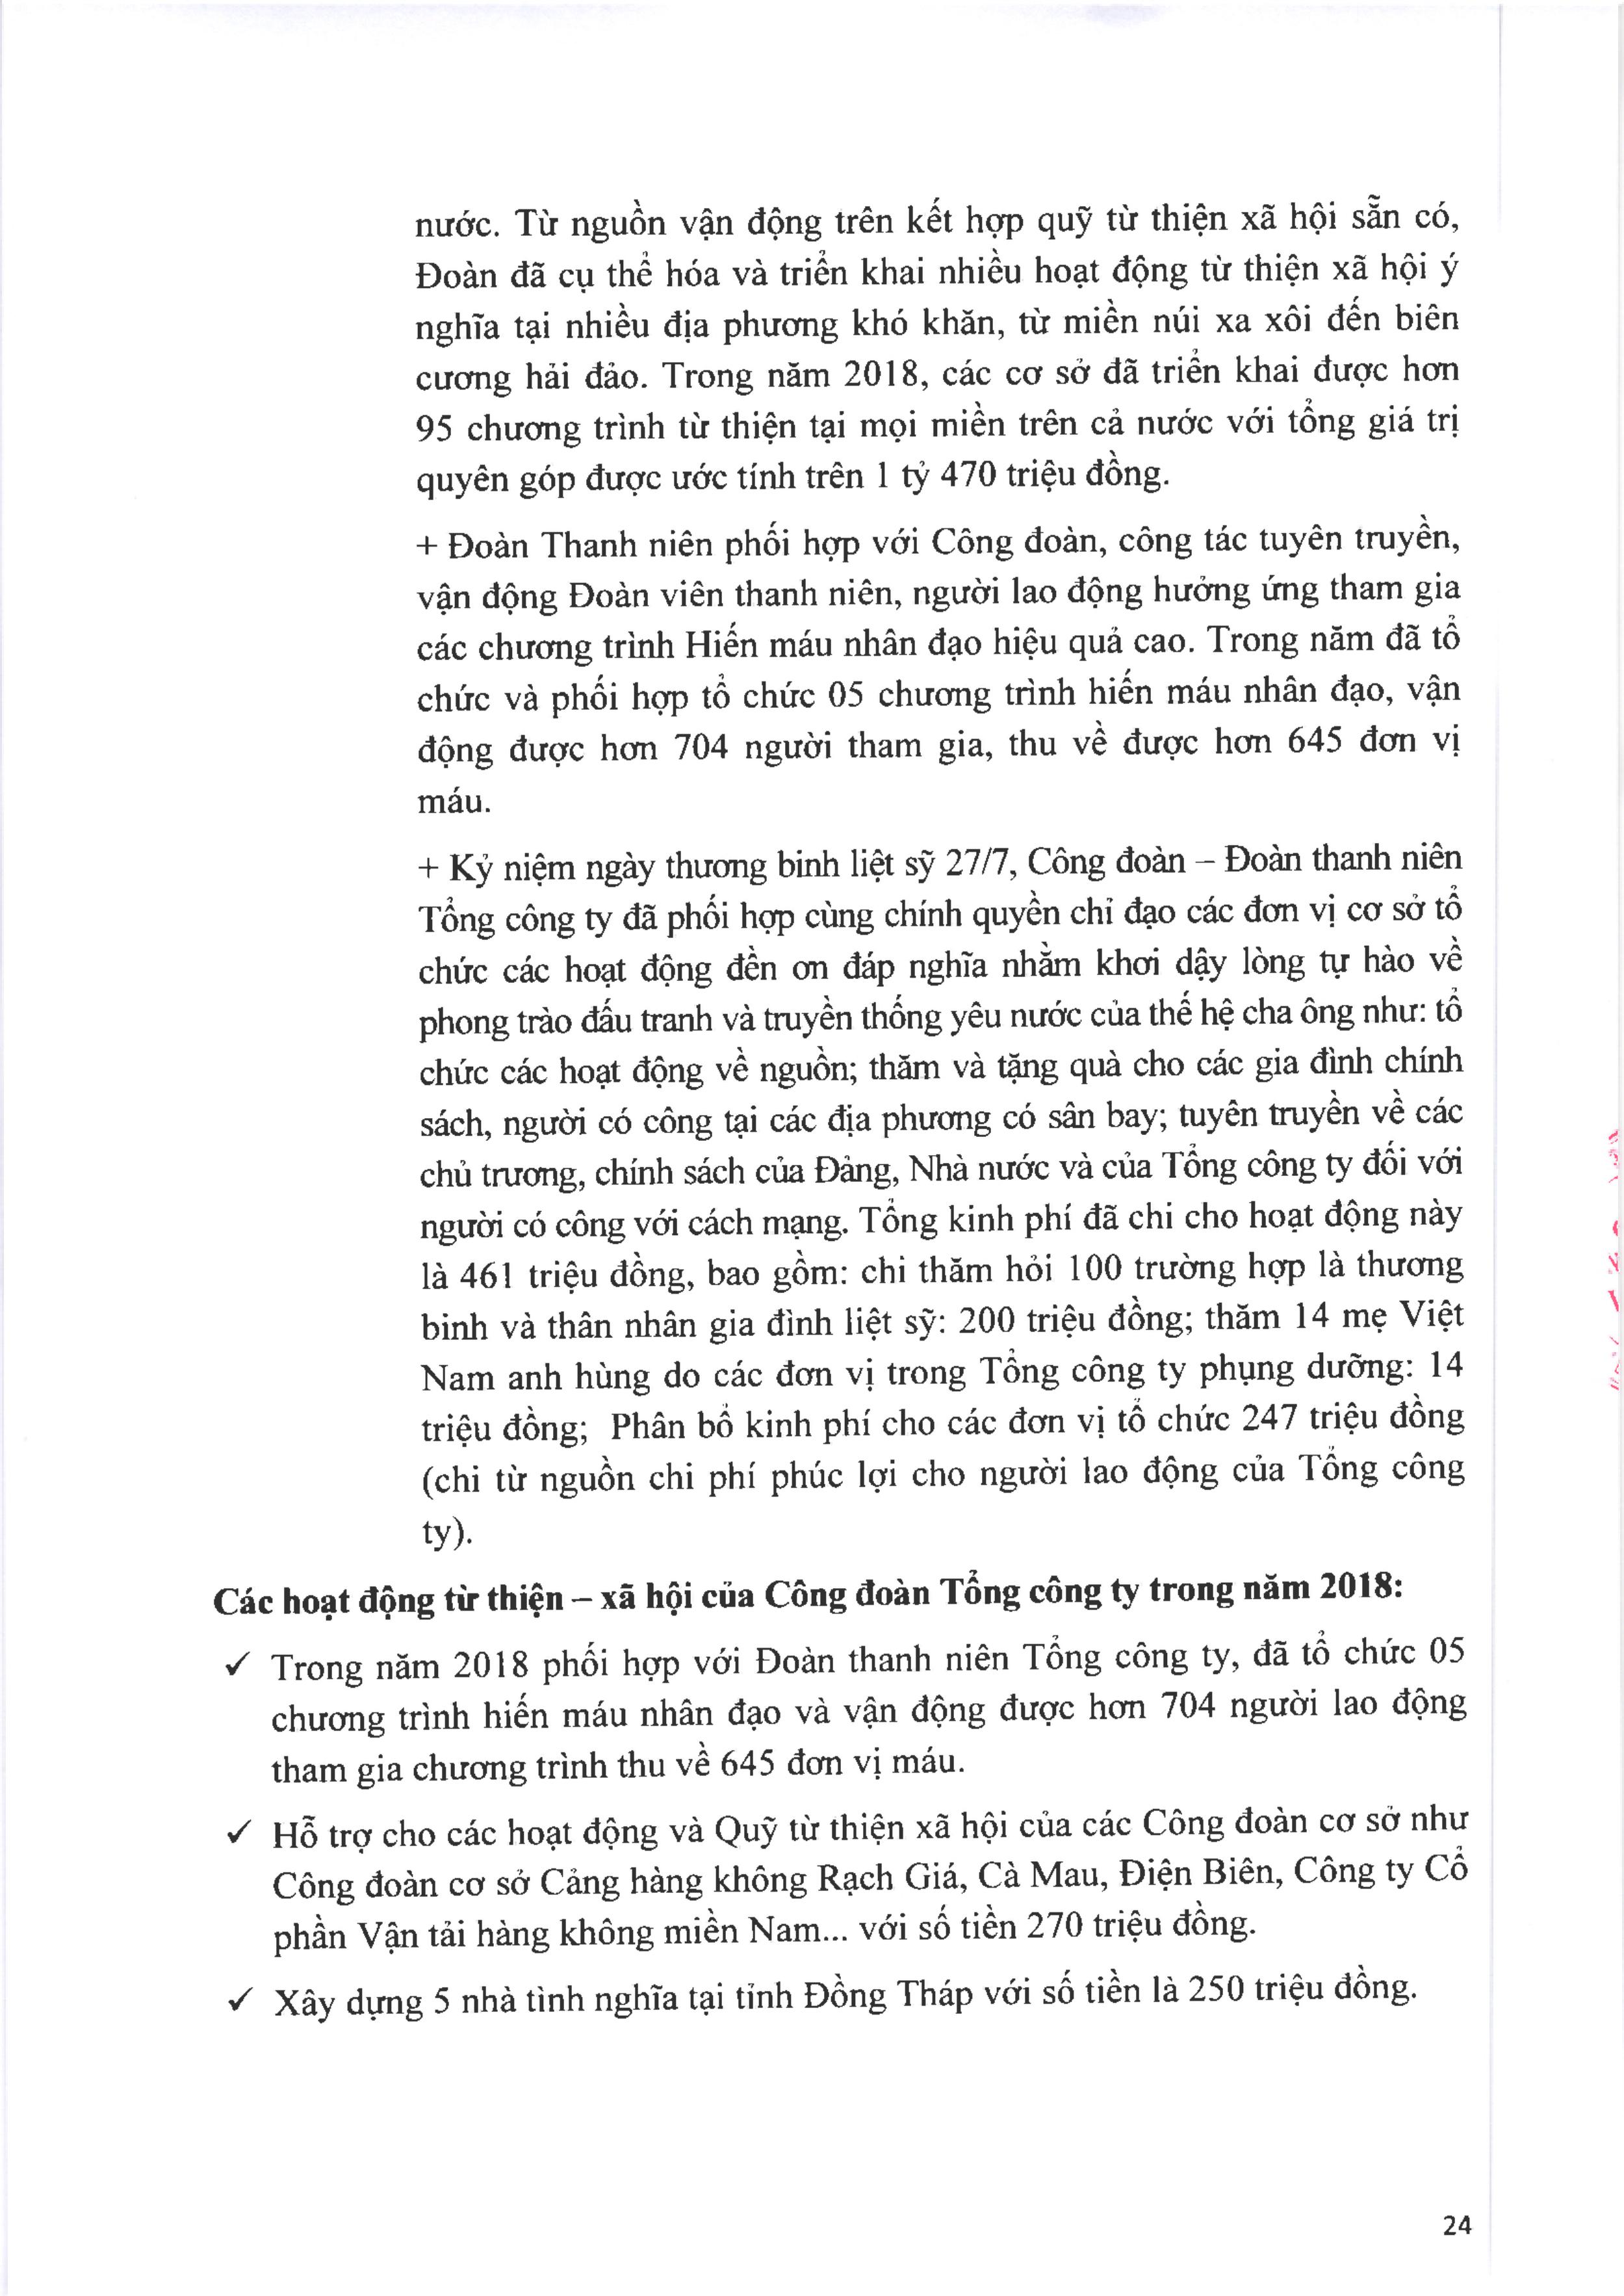 nước. Từ nguồn vận động trên kết hợp quỹ từ thiện xã hội sẵn có,
Đoàn đã cụ thể hóa và triển khai nhiều hoạt động từ thiện xã hội ý
nghĩa tại nhiều địa phương khó khăn, từ miền núi xa xôi đến biên
cương hải đảo. Trong năm 2018, các cơ sở đã triển khai được hơn
95 chương trình từ thiện tại mọi miền trên cả nước với tổng giá trị
quyên góp được ước tính trên 1 tỷ 470 triệu đồng.
+ Đoàn Thanh niên phối hợp với Công đoàn, công tác tuyên truyền,
vận động Đoàn viên thanh niên, người lao động hưởng ứng tham gia
các chương trình Hiến máu nhân đạo hiệu quả cao. Trong năm đã tổ
chức và phối hợp tổ chức 05 chương trình hiến máu nhân đạo, vận
động được hơn 704 người tham gia, thu về được hơn 645 đơn vị
máu.
+ Kỷ niệm ngày thương binh liệt sỹ 27/7, Công đoàn – Đoàn thanh niên
Tổng công ty đã phối hợp cùng chính quyền chỉ đạo các đơn vị cơ sở tổ
chức các hoạt động đền ơn đáp nghĩa nhằm khơi dậy lòng tự hào về
phong trào đấu tranh và truyền thống yêu nước của thế hệ cha ông như: tổ
chức các hoạt động về nguồn; thăm và tặng quà cho các gia đình chính
sách, người có công tại các địa phương có sân bay; tuyên truyền về các
chủ trương, chính sách của Đảng, Nhà nước và của Tổng công ty đối với
người có công với cách mạng. Tổng kinh phí đã chi cho hoạt động này
là 461 triệu đồng, bao gồm: chi thăm hỏi 100 trường hợp là thương
binh và thân nhân gia đình liệt sỹ: 200 triệu đồng; thăm 14 mẹ Việt
Nam anh hùng do các đơn vị trong Tổng công ty phụng dưỡng: 14
triệu đồng; Phân bổ kinh phí cho các đơn vị tổ chức 247 triệu đồng
(chi từ nguồn chi phí phúc lợi cho người lao động của Tổng công
ty).
Các hoạt động từ thiện – xã hội của Công đoàn Tổng công ty trong năm 2018:
✓ Trong năm 2018 phối hợp với Đoàn thanh niên Tổng công ty, đã tổ chức 05
chương trình hiến máu nhân đạo và vận động được hơn 704 người lao động
tham gia chương trình thu về 645 đơn vị máu.
✓ Hỗ trợ cho các hoạt động và Quỹ từ thiện xã hội của các Công đoàn cơ sở như
Công đoàn cơ sở Cảng hàng không Rạch Giá, Cà Mau, Điện Biên, Công ty Cổ
phần Vận tải hàng không miền Nam... với số tiền 270 triệu đồng.
✓ Xây dựng 5 nhà tình nghĩa tại tỉnh Đồng Tháp với số tiền là 250 triệu đồng.
24